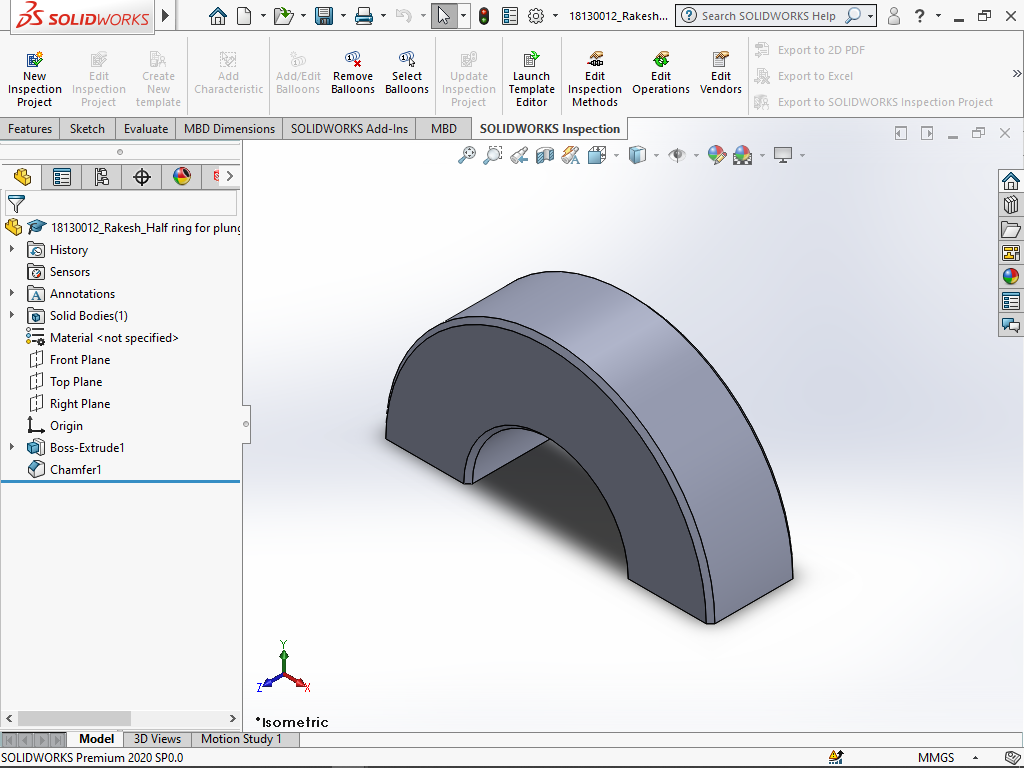 SOLIDWORKS
18130012_Rakesh...
Search SOLIDWORKS Help
New Inspection Project
Edit Inspection Project
Create New template
Add Characteristic
Add/Edit Balloons
Remove Balloons
Select Balloons
Update Inspection Project
Launch Template Editor
Edit Inspection Methods
Edit Operations
Edit Vendors
Export to 2D PDF
Export to Excel
Export to SOLIDWORKS Inspection Project
Features
Sketch
Evaluate
MBD Dimensions
SOLIDWORKS Add-Ins
MBD
SOLIDWORKS Inspection
18130012_Rakesh_Half ring for plung
History
Sensors
Annotations
Solid Bodies(1)
Material <not specified>
Front Plane
Top Plane
Right Plane
Origin
Boss-Extrude1
Chamfer1
Y
Z
X
*Isometric
Model
3D Views
Motion Study 1
SOLIDWORKS Premium 2020 SP0.0
MMGS